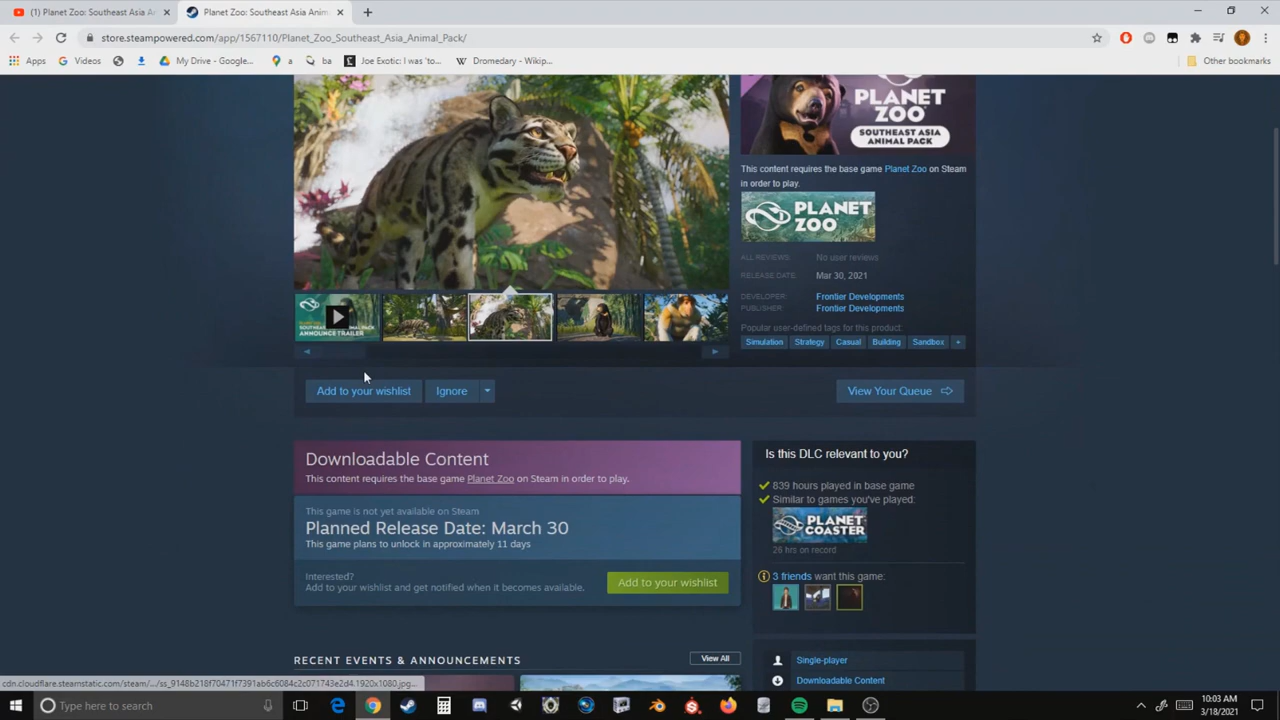 (1) Planet Zoo: Southeast Asia A
Planet Zoo: Southeast Asia Anim
store.steampowered.com/app/1567110/Planet_Zoo_Southeast_Asia_Animal_Pack/
Apps
Videos
My Drive - Google...
a
ba
Joe Exotic: I was 'to...
Dromedary - Wikip...
Other bookmarks
PLANET
ZOO
SOUTHEAST ASIA
ANIMAL PACK
This content requires the base game Planet Zoo on Steam
in order to play.
PLANET
ZOO
ALL REVIEWS: No user reviews
RELEASE DATE: Mar 30, 2021
DEVELOPER: Frontier Developments
PUBLISHER: Frontier Developments
Popular user-defined tags for this product:
Simulation Strategy Casual Building Sandbox +
ANNOUNCE TRAILER
Add to your wishlist
Ignore
View Your Queue
Downloadable Content
This content requires the base game Planet Zoo on Steam in order to play.
This game is not yet available on Steam
Planned Release Date: March 30
This game plans to unlock in approximately 11 days
Interested?
Add to your wishlist and get notified when it becomes available.
Add to your wishlist
Is this DLC relevant to you?
839 hours played in base game
Similar to games you've played:
PLANET
COASTER
26 hrs on record
3 friends want this game:
RECENT EVENTS & ANNOUNCEMENTS
View All
Single-player
Downloadable Content
cdn.cloudflare.steamstatic.com/steam/.../ss_9148b218f70471f7391ab6c6084c2c071743e2d4.1920x1080.jpg...
Type here to search
10:03 AM
3/18/2021